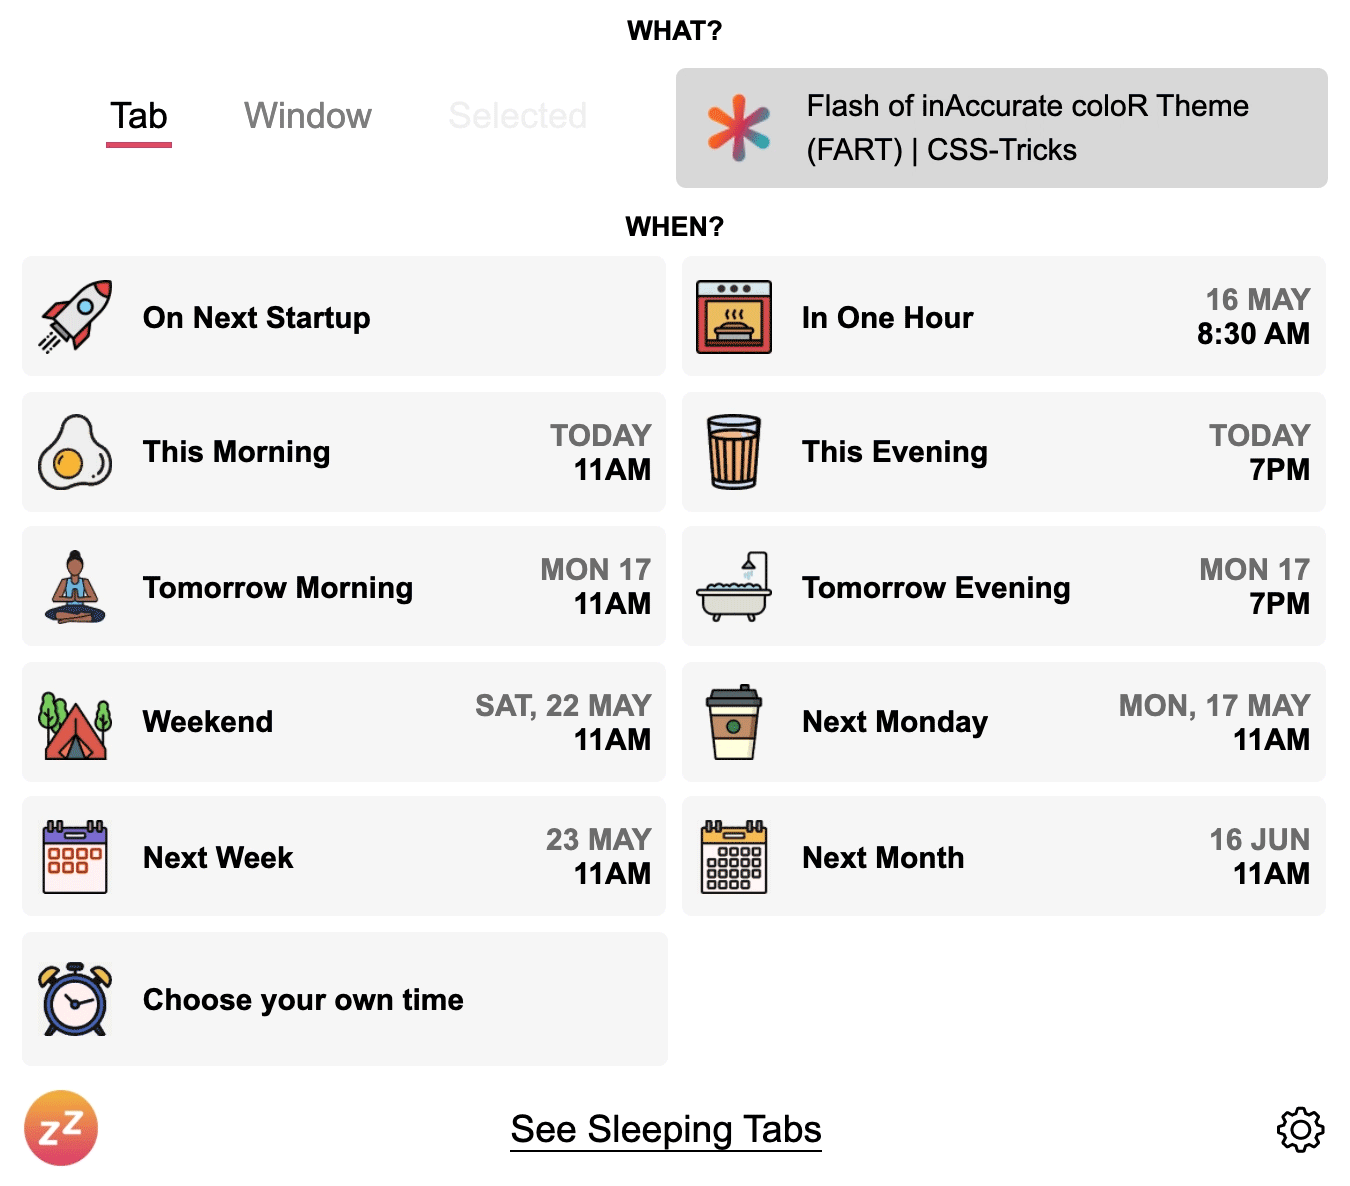 WHAT?
Tab
Window
Selected
Flash of inAccurate coloR Theme
(FART) | CSS-Tricks
WHEN?
On Next Startup
In One Hour
16 MAY
8:30 AM
This Morning
TODAY
11AM
This Evening
TODAY
7PM
Tomorrow Morning
MON 17
11AM
Tomorrow Evening
MON 17
7PM
Weekend
SAT, 22 MAY
11AM
Next Monday
MON, 17 MAY
11AM
Next Week
23 MAY
11AM
Next Month
16 JUN
11AM
Choose your own time
zZ
See Sleeping Tabs